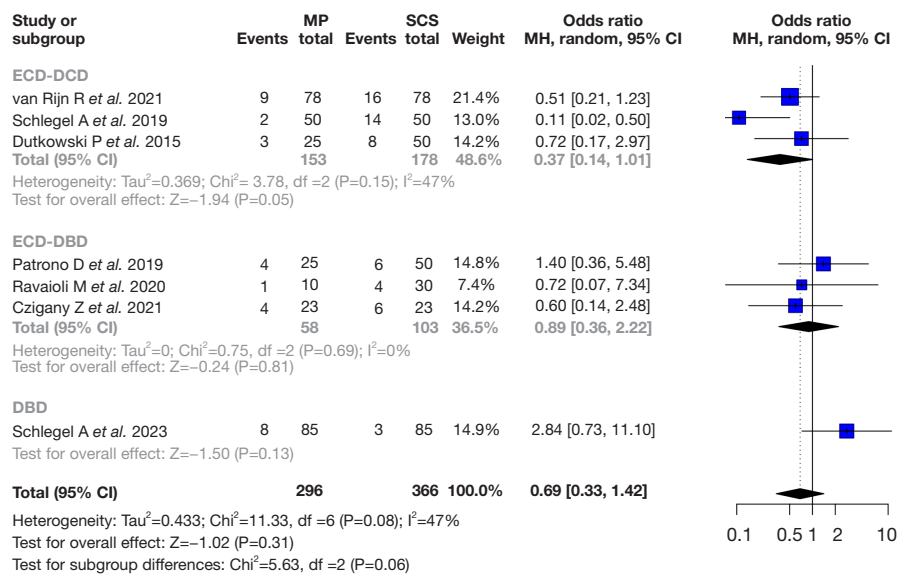 Study or subgroup MP SCS Odds ratio Odds ratio
Events total Events total Weight MH, random, 95% CI MH, random, 95% CI
ECD-DCD
van Rijn R et al. 2021 9 78 16 78 21.4% 0.51 [0.21, 1.23]
Schlegel A et al. 2019 2 50 14 50 13.0% 0.11 [0.02, 0.50]
Dutkowski P et al. 2015 3 25 8 50 14.2% 0.72 [0.17, 2.97]
Total (95% CI) 153 178 48.6% 0.37 [0.14, 1.01]
Heterogeneity: Tau²=0.369; Chi²= 3.78, df =2 (P=0.15); I²=47%
Test for overall effect: Z=−1.94 (P=0.05)
ECD-DBD
Patrono D et al. 2019 4 25 6 50 14.8% 1.40 [0.36, 5.48]
Ravaioli M et al. 2020 1 10 4 30 7.4% 0.72 [0.07, 7.34]
Czigany Z et al. 2021 4 23 6 23 14.2% 0.60 [0.14, 2.48]
Total (95% CI) 58 103 36.5% 0.89 [0.36, 2.22]
Heterogeneity: Tau²=0; Chi²=0.75, df =2 (P=0.69); I²=0%
Test for overall effect: Z=−0.24 (P=0.81)
DBD
Schlegel A et al. 2023 8 85 3 85 14.9% 2.84 [0.73, 11.10]
Test for overall effect: Z=−1.50 (P=0.13)
Total (95% CI) 296 366 100.0% 0.69 [0.33, 1.42]
Heterogeneity: Tau²=0.433; Chi²=11.33, df =6 (P=0.08); I²=47%
Test for overall effect: Z=−1.02 (P=0.31)
Test for subgroup differences: Chi²=5.63, df =2 (P=0.06)
0.1 0.5 1 2 10